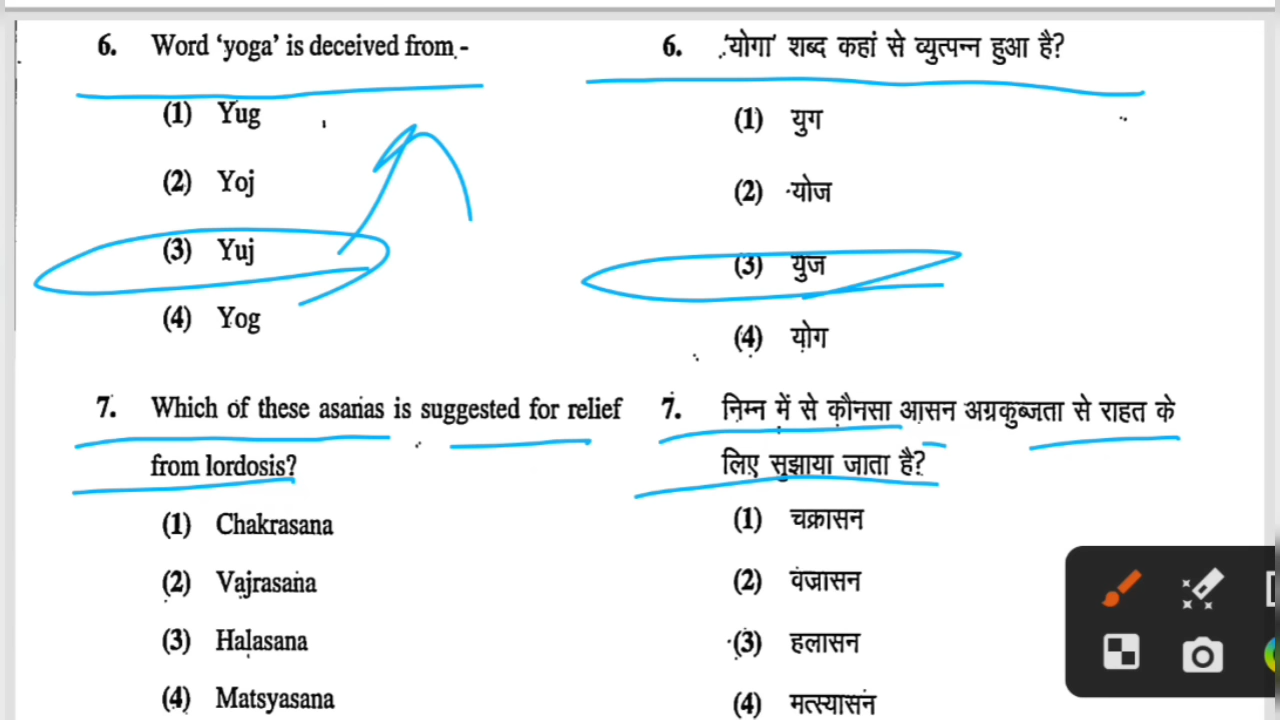 6. Word ‘yoga’ is deceived from -
(1) Yug
(2) Yoj
(3) Yuj
(4) Yog
7. Which of these asanas is suggested for relief
from lordosis?
(1) Chakrasana
(2) Vajrasana
(3) Halasana
(4) Matsyasana
6. ‘योगा’ शब्द कहां से व्युत्पन्न हुआ है?
(1) युग
(2) योज
(3) युज
(4) योग
7. निम्न में से कौनसा आसन अग्रकुब्जता से राहत के
लिए सुझाया जाता है?
(1) चक्रासन
(2) वज्रासन
(3) हलासन
(4) मत्स्यासन